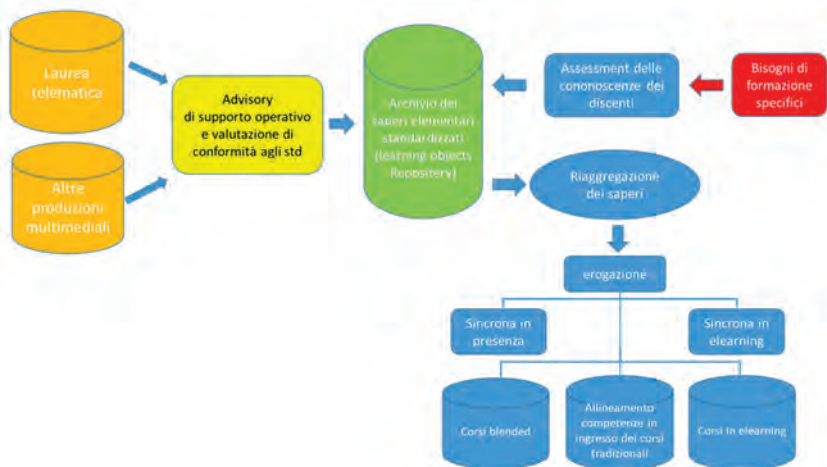 Laurea
telematica
Altre
produzioni
multimediali
Advisory
di supporto operativo
e valutazione di
conformità agli std
Archivio dei
saperi elementari
standardizzati
(learning objects
Repository)
Assessment delle
cononoscenze dei
discenti
Bisogni di
formazione
specifici
Riaggregazione
dei saperi
erogazione
Sincrona in
presenza
Sincrona in
elearning
Corsi blended
Allineamento
competenze in
ingresso dei corsi
tradizionali
Corsi in elearning